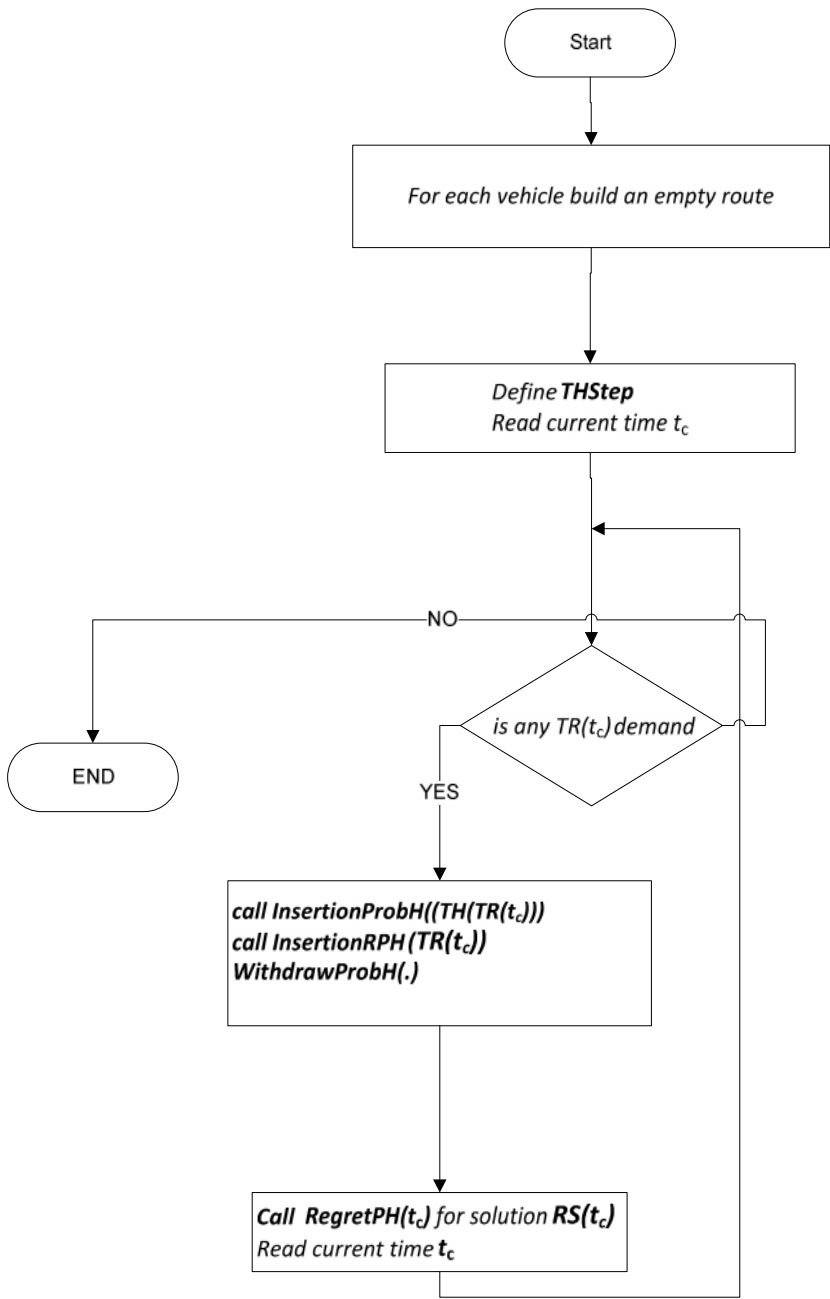 Start
For each vehicle build an empty route
Define THStep
Read current time tc
NO
is any TR(tc) demand
END
YES
call InsertionProbH((TH(TR(tc)))
call InsertionRPH (TR(tc))
WithdrawProbH(.)
Call RegretPH(tc) for solution RS(tc)
Read current time tc